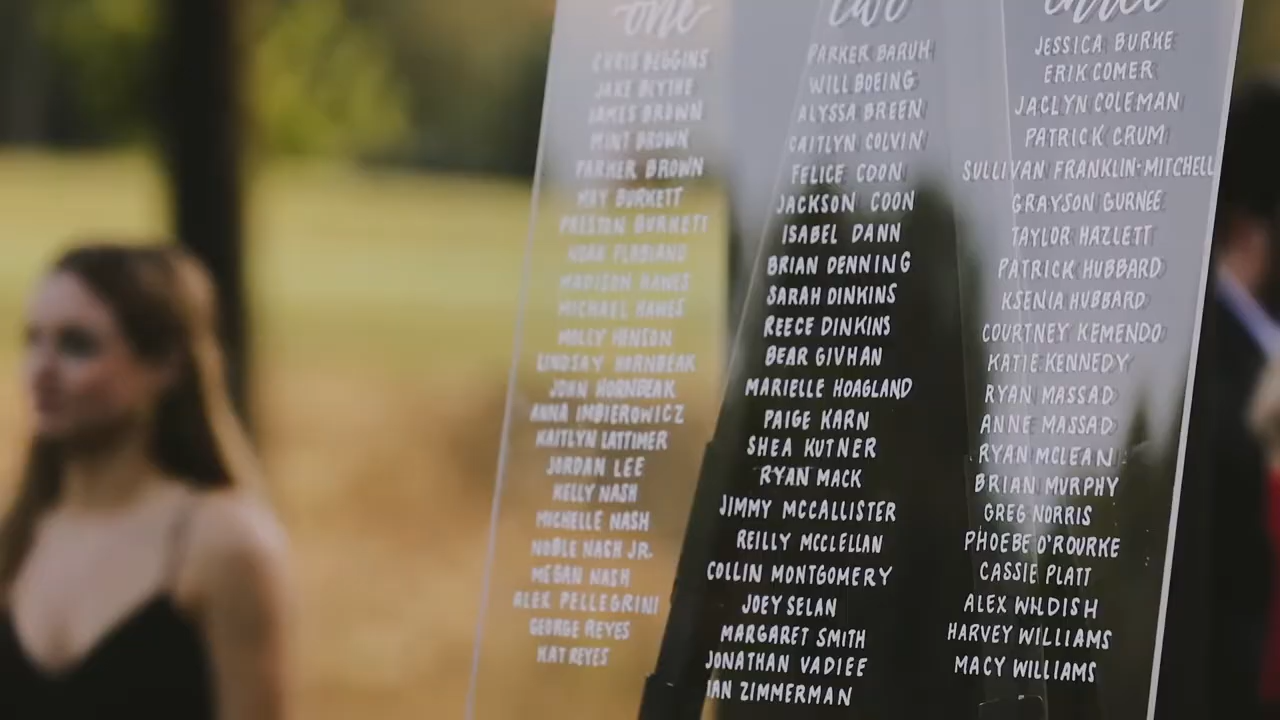 one
CHRIS BEGGINS
JAKE BLYTHE
JAMES BROWN
MINT BROWN
PARKER BROWN
MAY BURKETT
PRESTON BURKETT
NOAH FLABIANO
MADISON HAWES
MICHAEL HAWES
MOLLY HENSON
LINDSAY HORNBEAK
JOHN HORNBEAK
ANNA IMBIEROWICZ
KAITLYN LATTIMER
JORDAN LEE
KELLY NASH
MICHELLE NASH
NOBLE NASH JR.
MEGAN NASH
ALEX PELLEGRINI
GEORGE REYES
KAT REYES
two
PARKER BARUH
WILL BOEING
ALYSSA BREEN
CAITLYN COLVIN
FELICE COON
JACKSON COON
ISABEL DANN
BRIAN DENNING
SARAH DINKINS
REECE DINKINS
BEAR GIVHAN
MARIELLE HOAGLAND
PAIGE KARN
SHEA KUTNER
RYAN MACK
JIMMY MCCALLISTER
REILLY MCCLELLAN
COLLIN MONTGOMERY
JOEY SELAN
MARGARET SMITH
JONATHAN VADIEE
IAN ZIMMERMAN
three
JESSICA BURKE
ERIK COMER
JACLYN COLEMAN
PATRICK CRUM
SULLIVAN FRANKLIN-MITCHELL
GRAYSON GURNEE
TAYLOR HAZLETT
PATRICK HUBBARD
KSENIA HUBBARD
COURTNEY KEMENDO
KATIE KENNEDY
RYAN MASSAD
ANNE MASSAD
RYAN MCLEAN
BRIAN MURPHY
GREG NORRIS
PHOEBE O'ROURKE
CASSIE PLATT
ALEX WILDISH
HARVEY WILLIAMS
MACY WILLIAMS